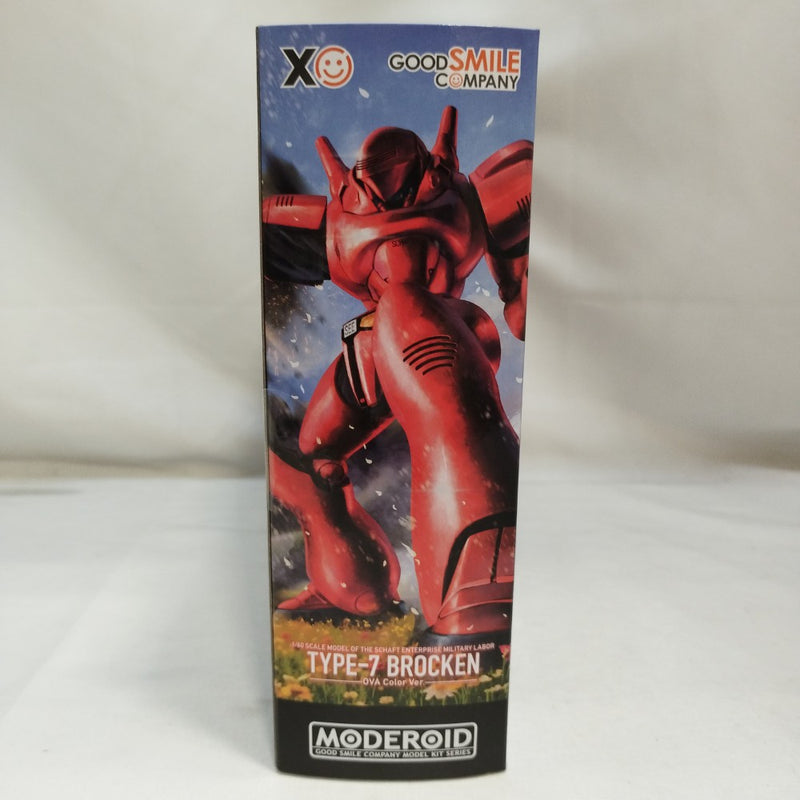 XO
GOOD SMILE
COMPANY
1/60 SCALE MODEL OF THE SCHAFT ENTERPRISE MILITARY LABOR
TYPE-7 BROCKEN
OVA Color Ver.
MODEROID
GOOD SMILE COMPANY MODEL KIT SERIES